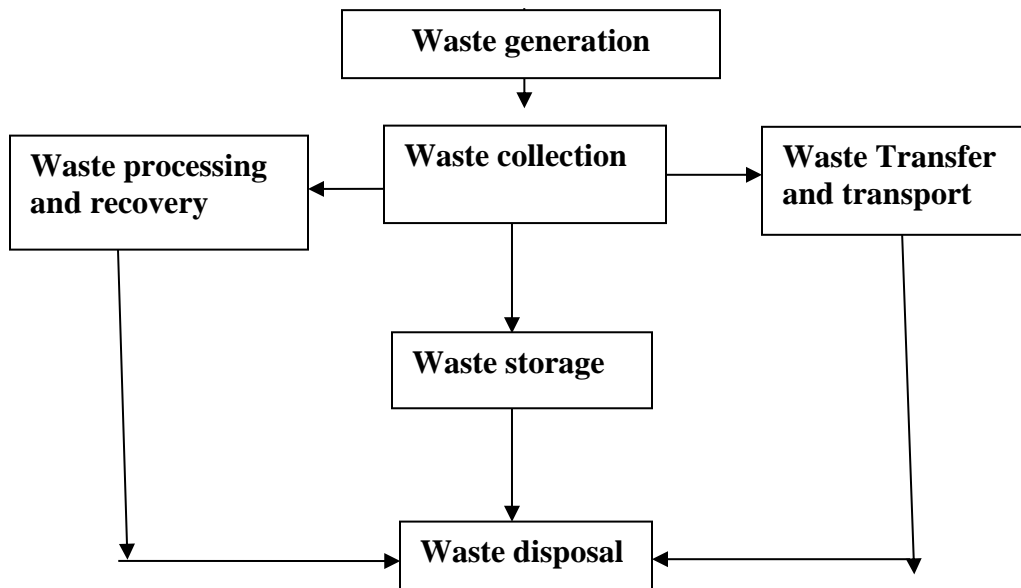 Waste generation
Waste collection
Waste processing
and recovery
Waste Transfer
and transport
Waste storage
Waste disposal